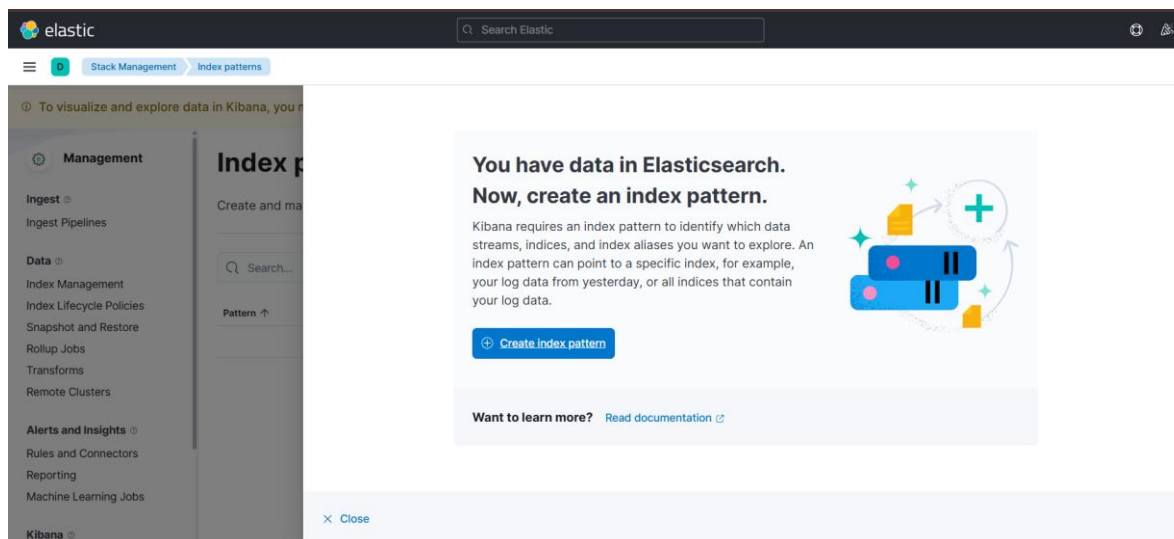 elastic
Search Elastic
D
Stack Management
Index patterns
To visualize and explore data in Kibana, you
Management
Ingest
Ingest Pipelines
Data
Index Management
Index Lifecycle Policies
Snapshot and Restore
Rollup Jobs
Transforms
Remote Clusters
Alerts and Insights
Rules and Connectors
Reporting
Machine Learning Jobs
Kibana
Index
Create and
Search...
Pattern
You have data in Elasticsearch.
Now, create an index pattern.
Kibana requires an index pattern to identify which data
streams, indices, and index aliases you want to explore. An
index pattern can point to a specific index, for example,
your log data from yesterday, or all indices that contain
your log data.
Create index pattern
Want to learn more? Read documentation
Close